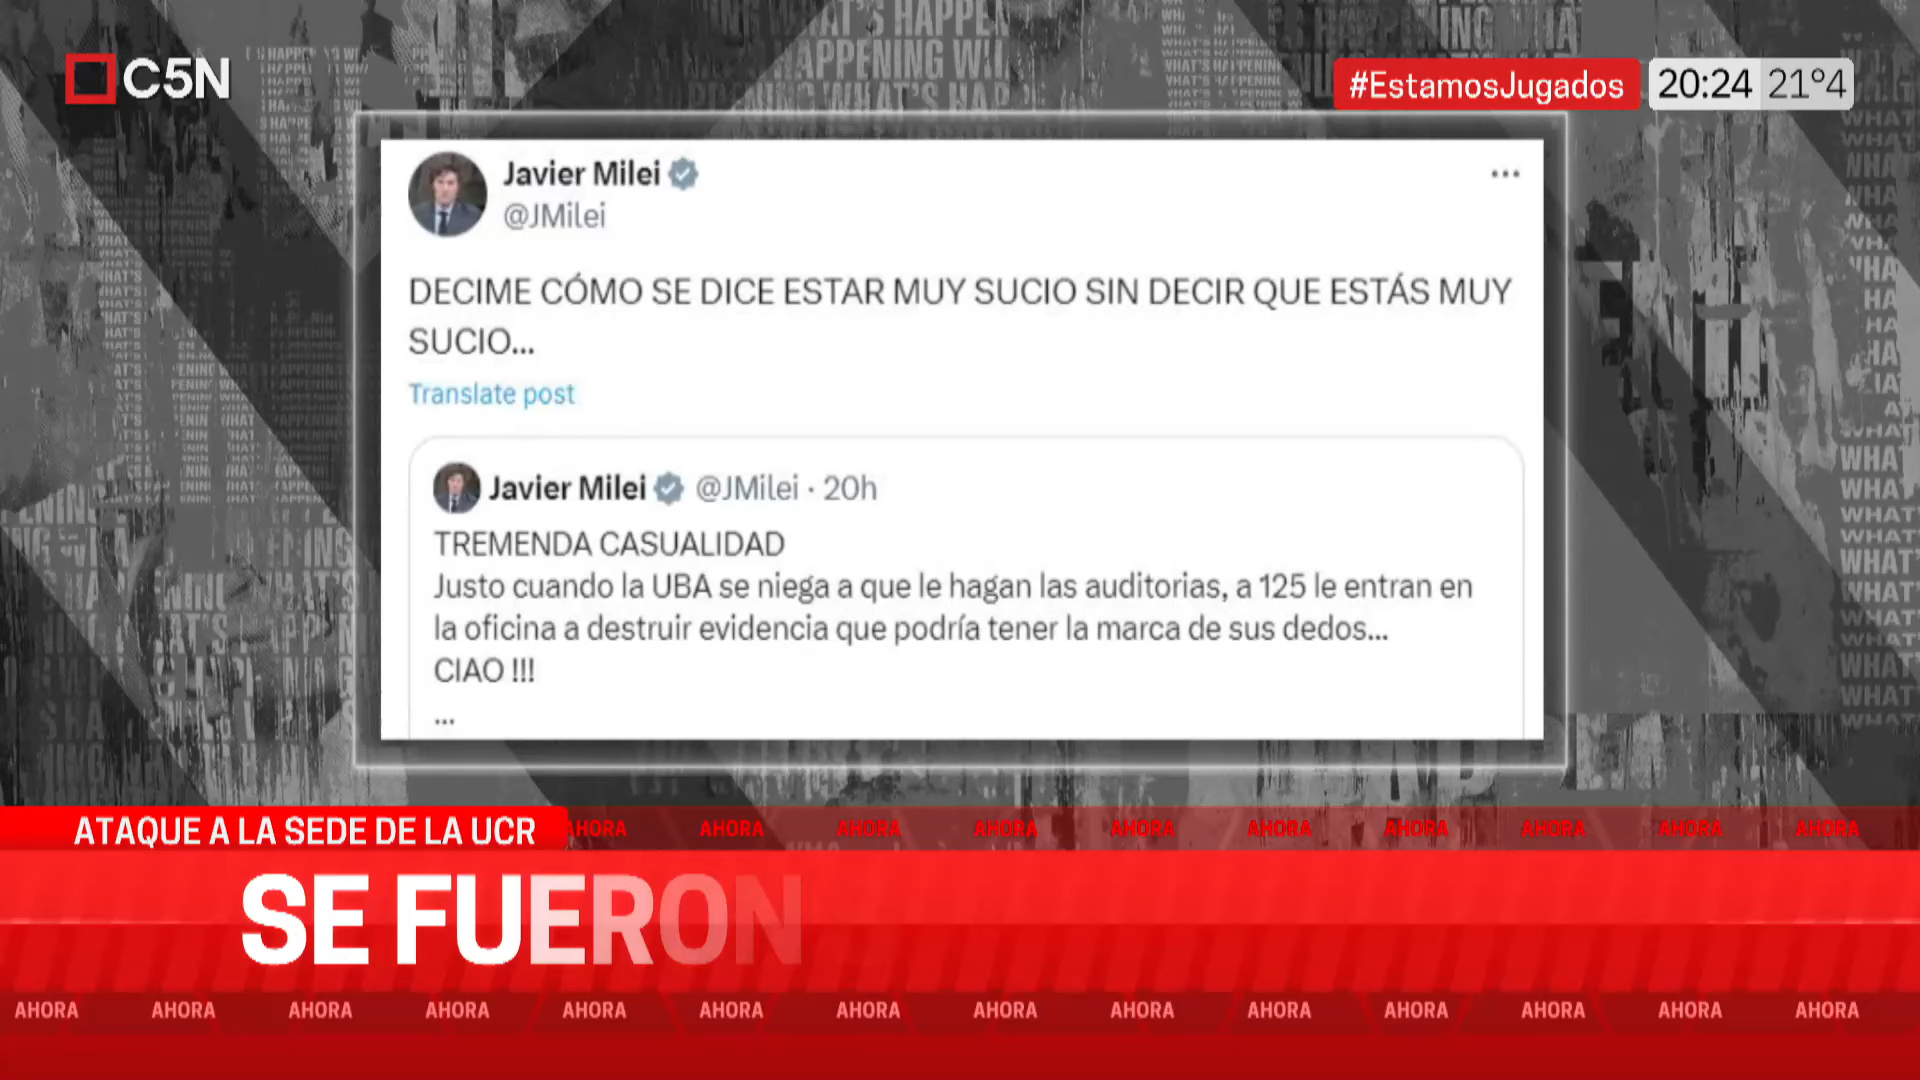 C5N
#EstamosJugados
20:24 21°4
Javier Milei
@JMilei
DECIME CÓMO SE DICE ESTAR MUY SUCIO SIN DECIR QUE ESTÁS MUY
SUCIO...
Translate post
Javier Milei @JMilei · 20h
TREMENDA CASUALIDAD
Justo cuando la UBA se niega a que le hagan las auditorias, a 125 le entran en
la oficina a destruir evidencia que podría tener la marca de sus dedos...
CIAO !!!
...
ATAQUE A LA SEDE DE LA UCR
AHORA AHORA AHORA AHORA AHORA AHORA AHORA AHORA AHORA AHORA
SE FUERON
AHORA AHORA AHORA AHORA AHORA AHORA AHORA AHORA AHORA AHORA AHORA AHORA AHORA AHORA